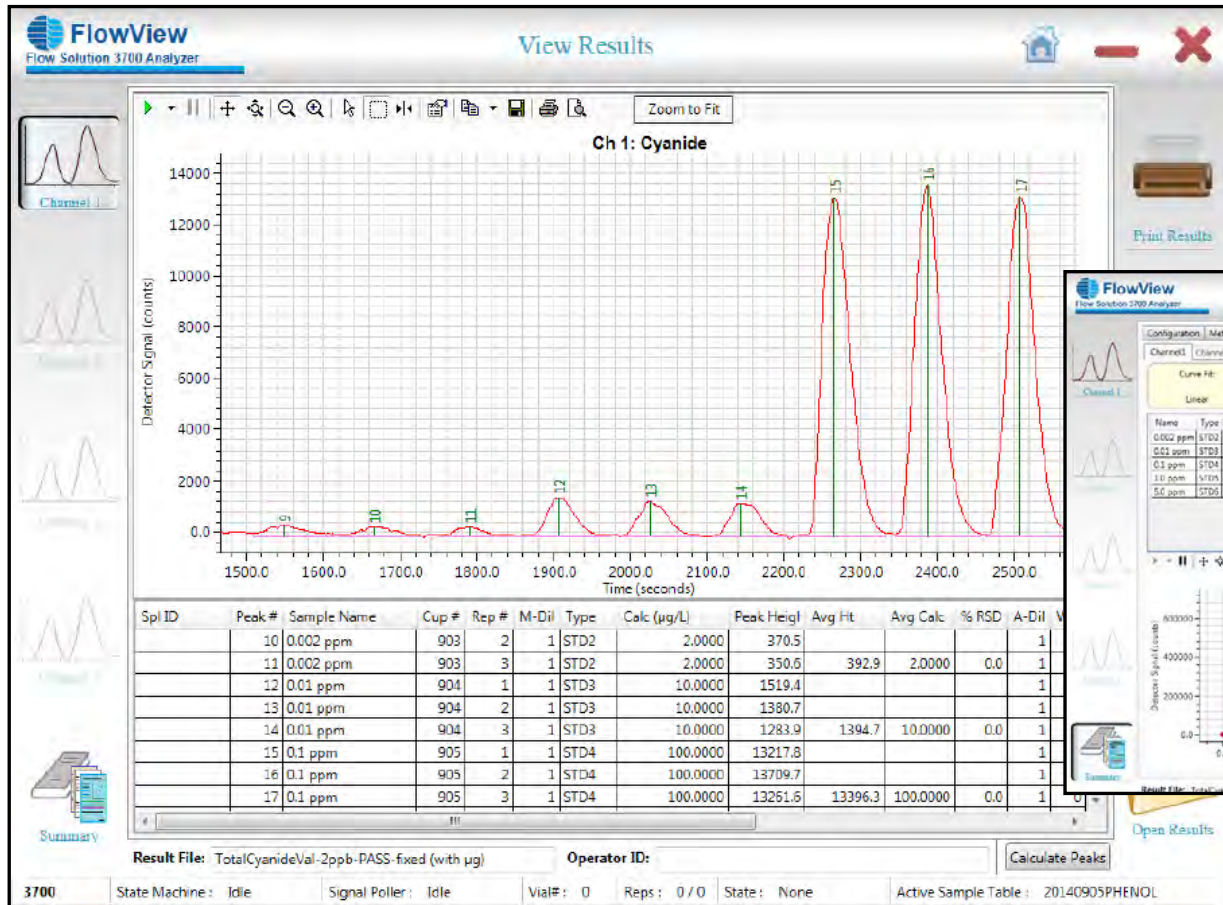 FlowView
Flow Solution 3700 Analyzer
View Results
Zoom to Fit
Ch 1: Cyanide
Channel 1
Print Results
Detector Signal (counts)
14000
12000
10000
8000
6000
4000
2000
0.0
9
10
11
12
13
14
15
16
17
1500.0 1600.0 1700.0 1800.0 1900.0 2000.0 2100.0 2200.0 2300.0 2400.0 2500.0
Time (seconds)
Spl ID Peak # Sample Name Cup # Rep # M-Dil Type Calc (µg/L) Peak Heigl Avg Ht Avg Calc % RSD A-Dil
10 0.002 ppm 903 2 1 STD2 2.0000 370.5 1
11 0.002 ppm 903 3 1 STD2 2.0000 350.6 392.9 2.0000 0.0 1
12 0.01 ppm 904 1 1 STD3 10.0000 1519.4 1
13 0.01 ppm 904 2 1 STD3 10.0000 1380.7 1
14 0.01 ppm 904 3 1 STD3 10.0000 1283.9 1394.7 10.0000 0.0 1
15 0.1 ppm 905 1 1 STD4 100.0000 13217.8 1
16 0.1 ppm 905 2 1 STD4 100.0000 13709.7 1
17 0.1 ppm 905 3 1 STD4 100.0000 13261.6 13396.3 100.0000 0.0 1 0
Summary
Result File: TotalCyanideVal-2ppb-PASS-fixed (with µg) Operator ID: Calculate Peaks
Open Results
3700 State Machine : Idle Signal Poller : Idle Vial# : 0 Reps : 0 / 0 State : None Active Sample Table : 20140905PHENOL
FlowView
Flow Solution 3700 Analyzer
Configuration
Channel1
Curve Fit:
Linear
Channel 1
Name Type
0.002 ppm STD2
0.01 ppm STD3
0.1 ppm STD4
1.0 ppm STD5
5.0 ppm STD6
Detector Signal (counts)
600000
400000
200000
0.0
Summary
Result File: